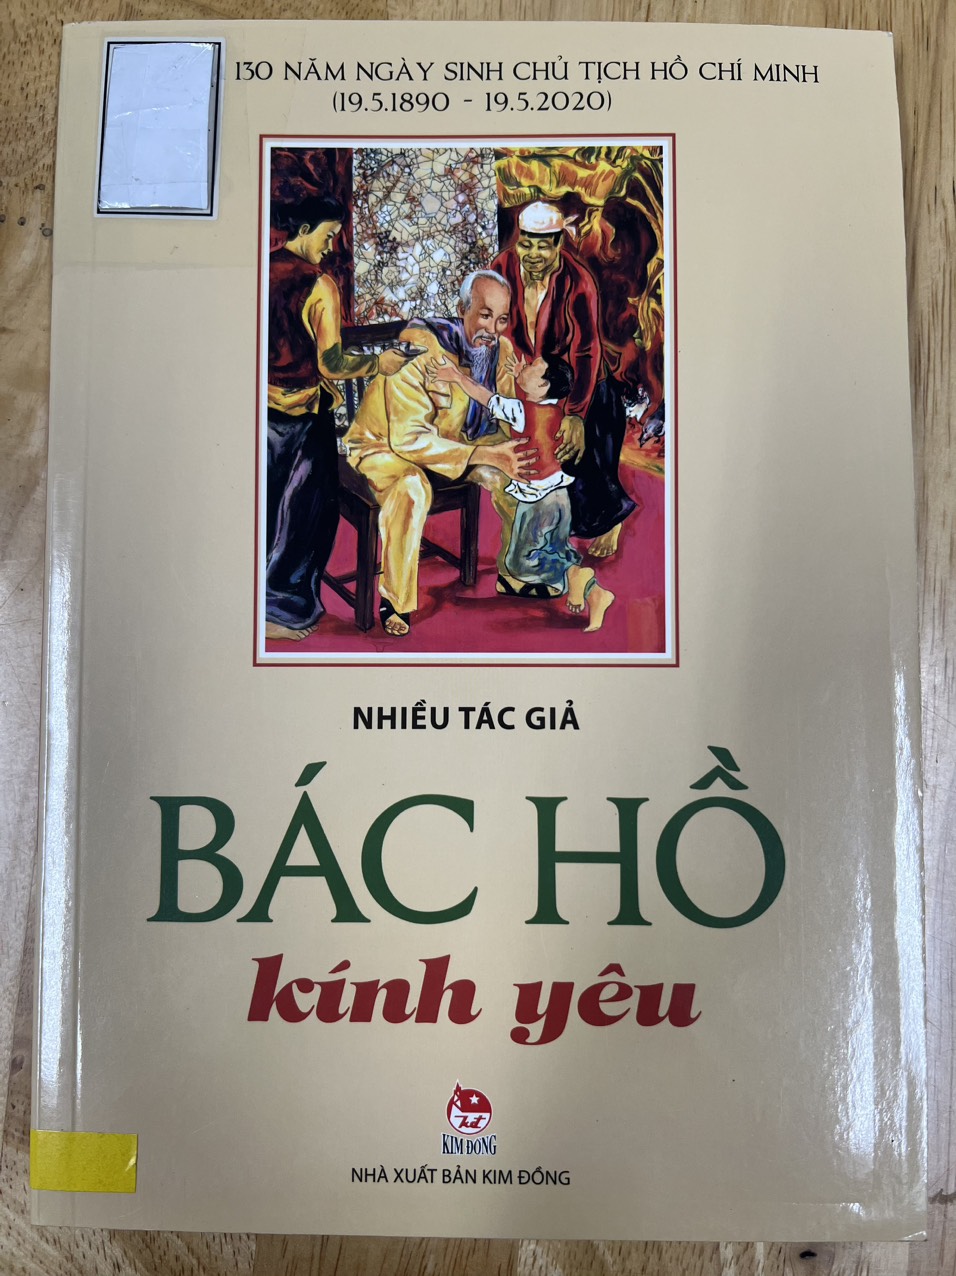 130 NĂM NGÀY SINH CHỦ TỊCH HỒ CHÍ MINH
(19.5.1890 - 19.5.2020)
NHIỀU TÁC GIẢ
BÁC HỒ
kính yêu
kđ
KIM ĐỒNG
NHÀ XUẤT BẢN KIM ĐỒNG